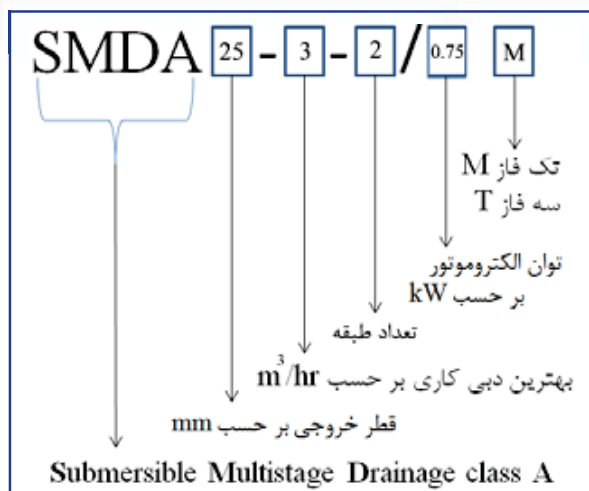 SMDA 25 - 3 - 2 / 0.75 M
تک فاز M
سه فاز T
توان الکتروموتور
بر حسب kW
تعداد طبقه
بهترین دبی کاری بر حسب m³/hr
قطر خروجی بر حسب mm
Submersible Multistage Drainage class A